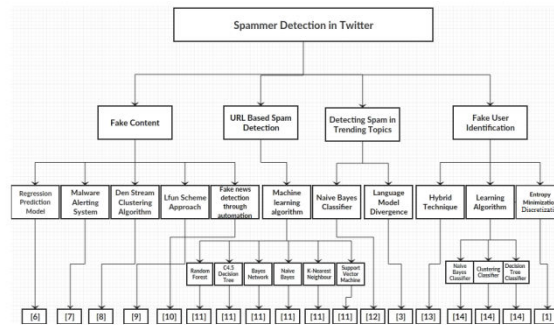 Spammer Detection in Twitter
Fake Content
URL Based Spam
Detection
Detecting Spam in
Trending Topics
Fake User
Identification
Regression
Prediction
Model
Malware
Alerting
System
Den Stream
Clustering
Algorithm
Lfun Scheme
Approach
Fake news
detection
through
automation
Machine
learning
algorithm
Naive Bayes
Classifier
Language
Model
Divergence
Hybrid
Technique
Learning
Algorithm
Entropy
Minimization
Discretization
Random
Forest
C4.5
Decision
Tree
Bayes
Network
Naive
Bayes
K-Nearest
Neighbour
Support
Vector
Machine
Naive
Bayes
Classifier
Clustering
Classifier
Decision
Tree
Classifier
[6]
[7]
[8]
[9]
[10]
[11]
[11]
[11]
[11]
[11]
[11]
[12]
[3]
[13]
[14]
[14]
[14]
[1]